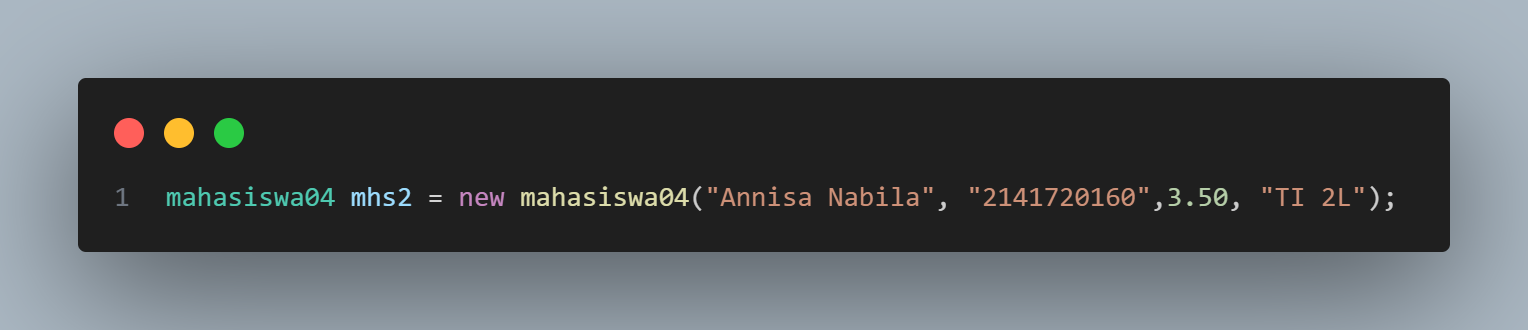 1 mahasiswa04 mhs2 = new mahasiswa04("Annisa Nabila", "2141720160",3.50, "TI 2L");